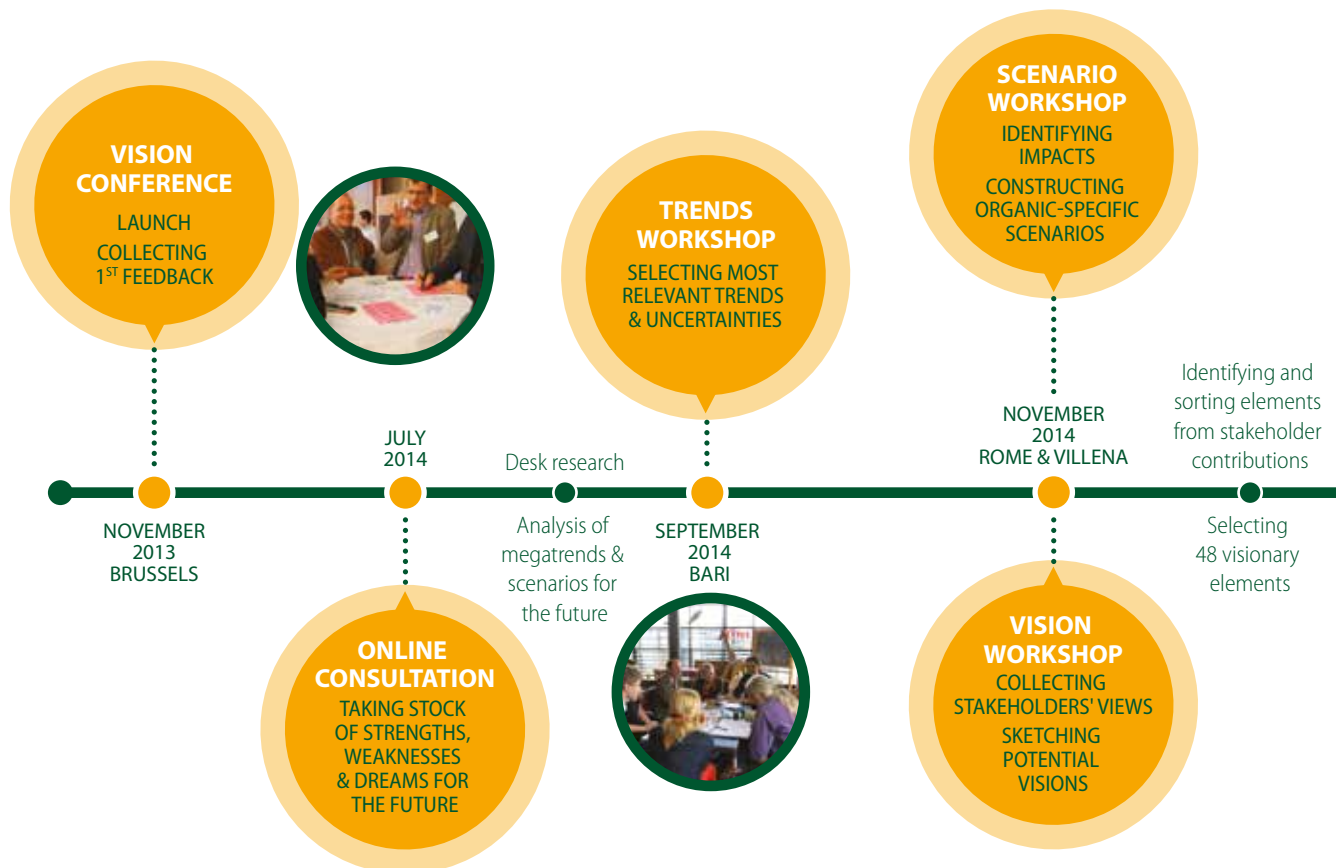 VISION
CONFERENCE
LAUNCH
COLLECTING
1ST FEEDBACK
NOVEMBER
2013
BRUSSELS
JULY
2014
ONLINE
CONSULTATION
TAKING STOCK
OF STRENGTHS,
WEAKNESSES
& DREAMS FOR
THE FUTURE
Desk research
Analysis of
megatrends &
scenarios for
the future
TRENDS
WORKSHOP
SELECTING MOST
RELEVANT TRENDS
& UNCERTAINTIES
SEPTEMBER
2014
BARI
SCENARIO
WORKSHOP
IDENTIFYING
IMPACTS
CONSTRUCTING
ORGANIC-SPECIFIC
SCENARIOS
NOVEMBER
2014
ROME & VILLENA
VISION
WORKSHOP
COLLECTING
STAKEHOLDERS' VIEWS
SKETCHING
POTENTIAL
VISIONS
Identifying and
sorting elements
from stakeholder
contributions
Selecting
48 visionary
elements